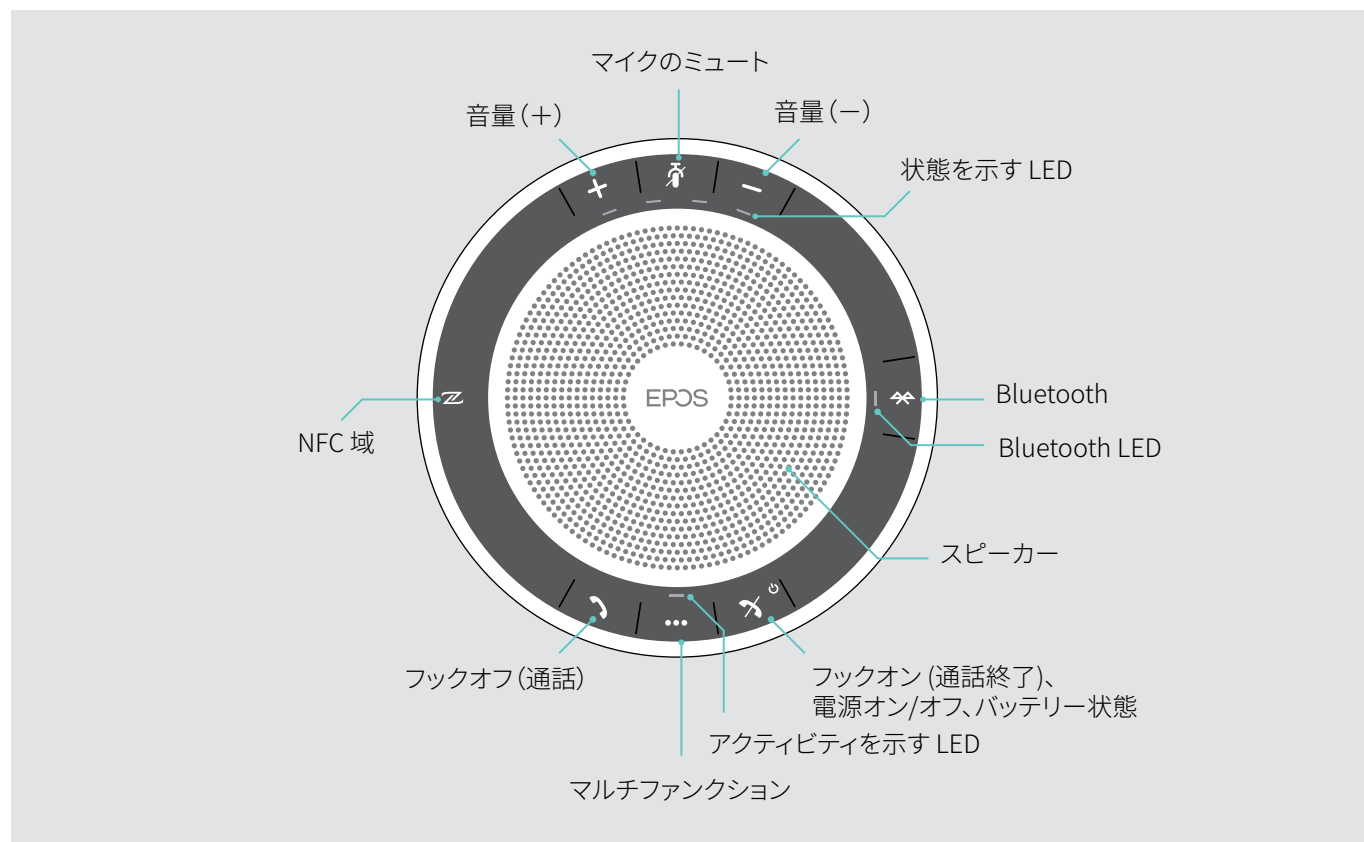 マイクのミュート
音量（＋）
音量（－）
状態を示す LED
EPOS
Bluetooth
NFC 域
Bluetooth LED
スピーカー
フックオフ（通話）
フックオン (通話終了)、
電源オン/オフ、バッテリー状態
アクティビティを示す LED
マルチファンクション